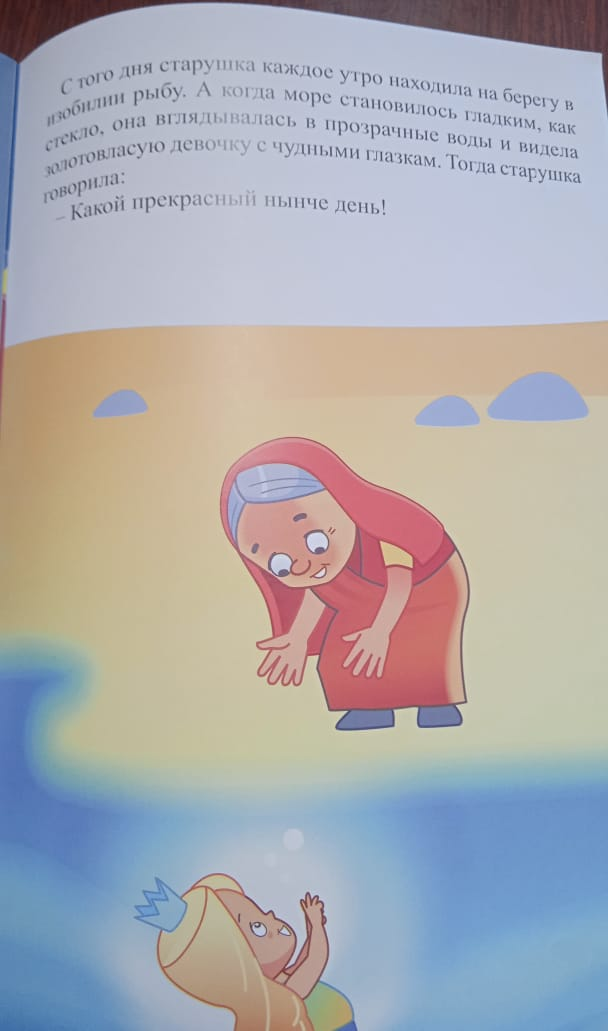 С того дня старушка каждое утро находила на берегу в
изобилии рыбу. А когда море становилось гладким, как
стекло, она вглядывалась в прозрачные воды и видела
золотовласую девочку с чудными глазкам. Тогда старушка
говорила:
– Какой прекрасный нынче день!